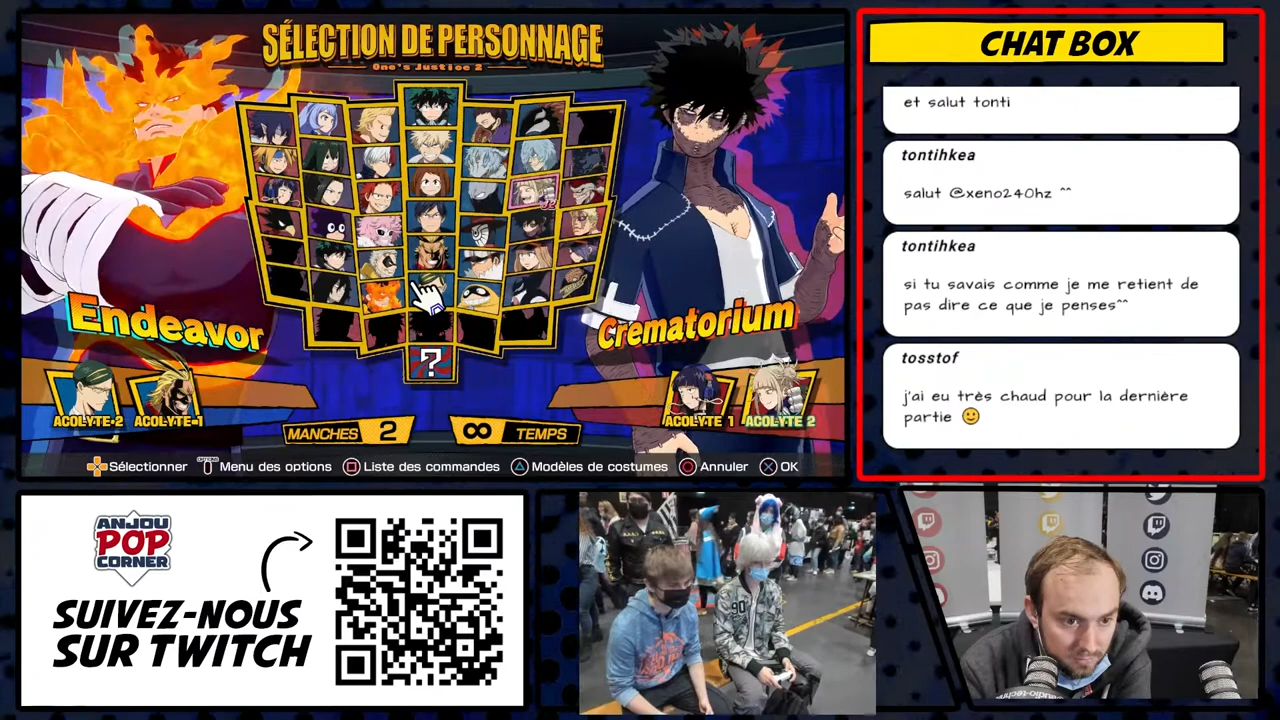 SÉLECTION DE PERSONNAGE
One's Justice 2
Endeavor
Crematorium
ACOLYTE 2
ACOLYTE 1
?
MANCHES 2
∞ TEMPS
ACOLYTE 1
ACOLYTE 2
Sélectionner
OPTIONS
Menu des options
Liste des commandes
Modèles de costumes
Annuler
OK
CHAT BOX
et salut tonti
tontihkea
salut @xeno240hz ^^
tontihkea
si tu savais comme je me retient de
pas dire ce que je penses^^
tosstof
j'ai eu très chaud pour la dernière
partie 🙂
ANJOU
POP
CORNER
SUIVEZ-NOUS
SUR TWITCH
90